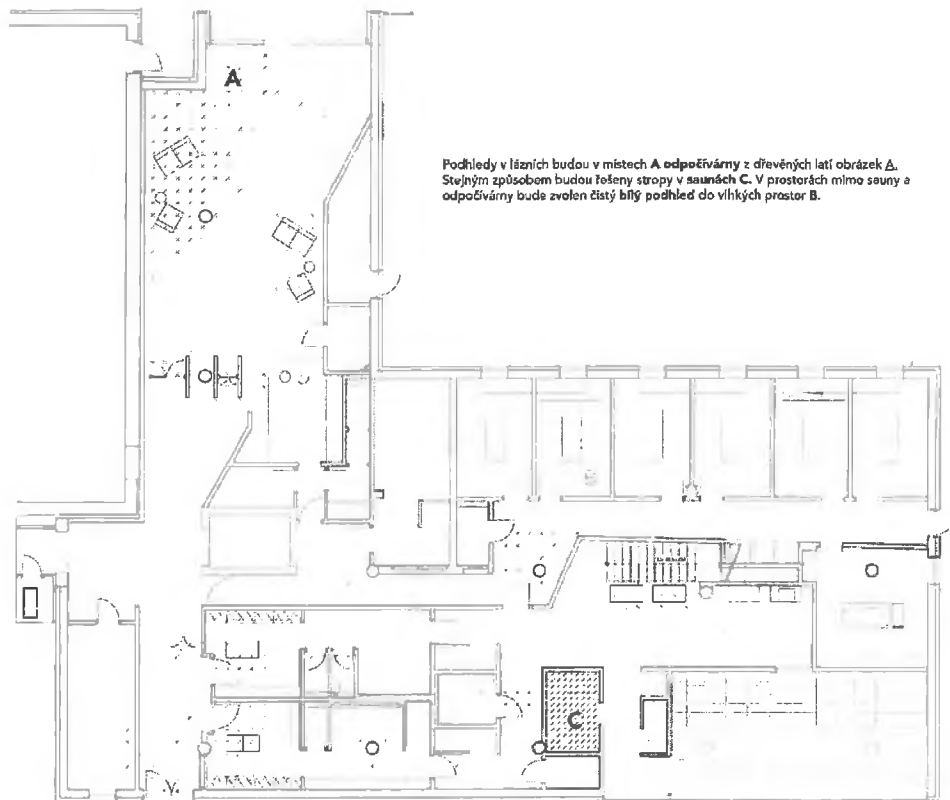 A
Podhledy v lázních budou v místech A odpočívárny z dřevěných latí obrázek A.
Stejným způsobem budou řešeny stropy v saunách C. V prostorách mimo sauny a
odpočívárny bude zvolen čistý bílý podhled do vlhkých prostor B.
C